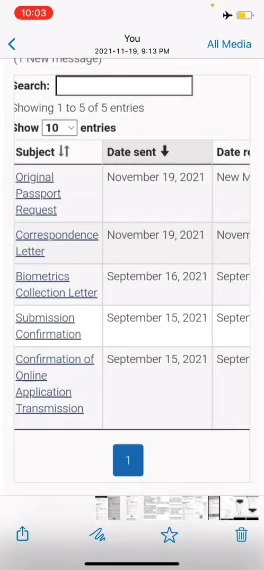 10:03
You
2021-11-19, 9:13 PM
All Media
(1 New message)
Search:
Showing 1 to 5 of 5 entries
Show 10 entries
Subject Date sent Date re
Original
Passport
Request
November 19, 2021 New M
Correspondence
Letter
November 19, 2021 Novem
Biometrics
Collection Letter
September 16, 2021 Septem
Submission
Confirmation
September 15, 2021 Septem
Confirmation of
Online
Application
Transmission
September 15, 2021 Septem
1